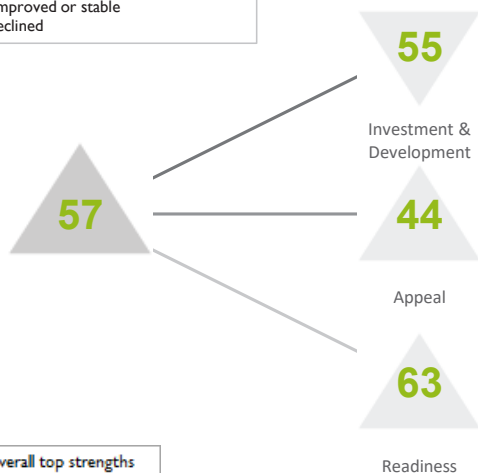 mproved or stable
eclined
55
Investment &
Development
57
44
Appeal
63
Readiness
verall top strengths